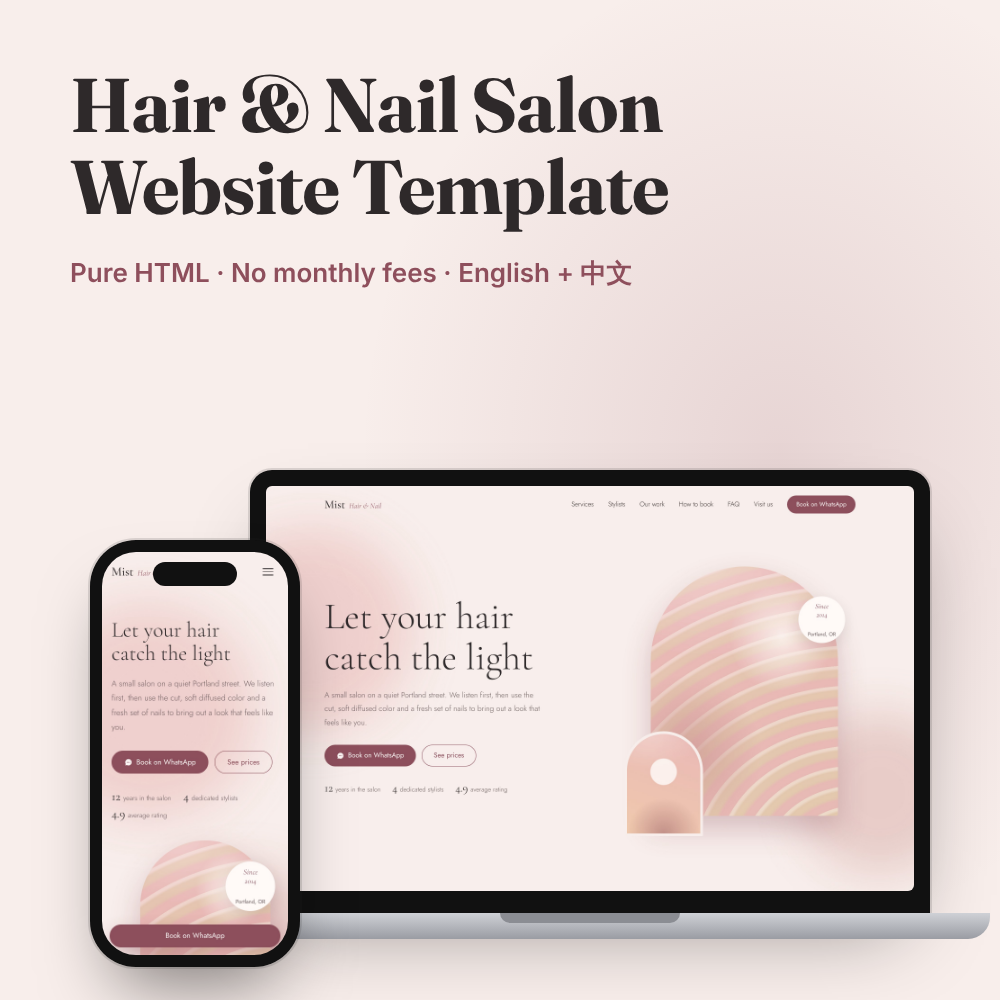 Hair & Nail Salon
Website Template
Pure HTML · No monthly fees · English + 中文
Mist Hair & Nail
Services Stylists Our work How to book FAQ Visit us Book on WhatsApp
Let your hair
catch the light
A small salon on a quiet Portland street. We listen first, then use the
cut, soft diffused color and a fresh set of nails to bring out a look that
feels like you.
Book on WhatsApp See prices
12 years in the salon 4 dedicated stylists 4.9 average rating
Since
2014
Portland, OR
Mist Hair
Let your hair
catch the light
A small salon on a quiet Portland street. We listen
first, then use the cut, soft diffused color and a
fresh set of nails to bring out a look that feels like
you.
Book on WhatsApp See prices
12 years in the salon 4 dedicated stylists
4.9 average rating
Since
2014
Portland, OR
Book on WhatsApp